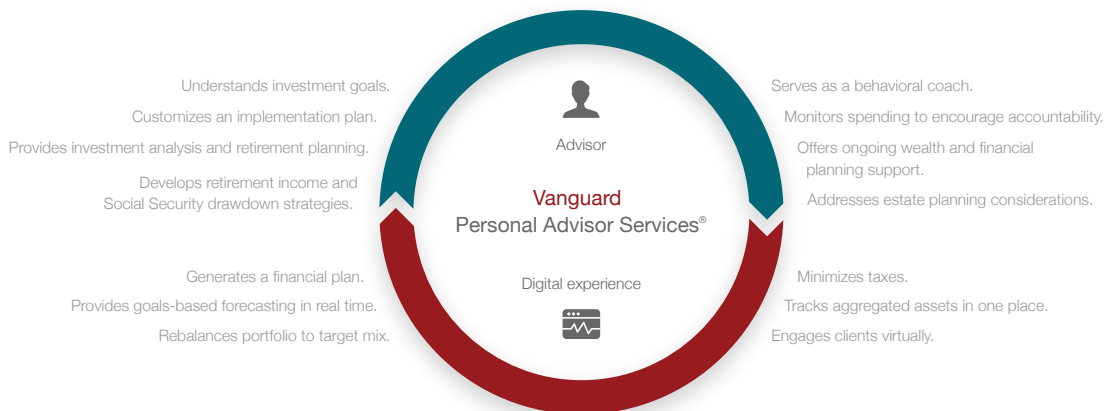 Understands investment goals.
Customizes an implementation plan.
Provides investment analysis and retirement planning.
Develops retirement income and
Social Security drawdown strategies.
Advisor
Serves as a behavioral coach.
Monitors spending to encourage accountability.
Offers ongoing wealth and financial
planning support.
Addresses estate planning considerations.
Vanguard
Personal Advisor Services®
Generates a financial plan.
Provides goals-based forecasting in real time.
Rebalances portfolio to target mix.
Digital experience
Minimizes taxes.
Tracks aggregated assets in one place.
Engages clients virtually.